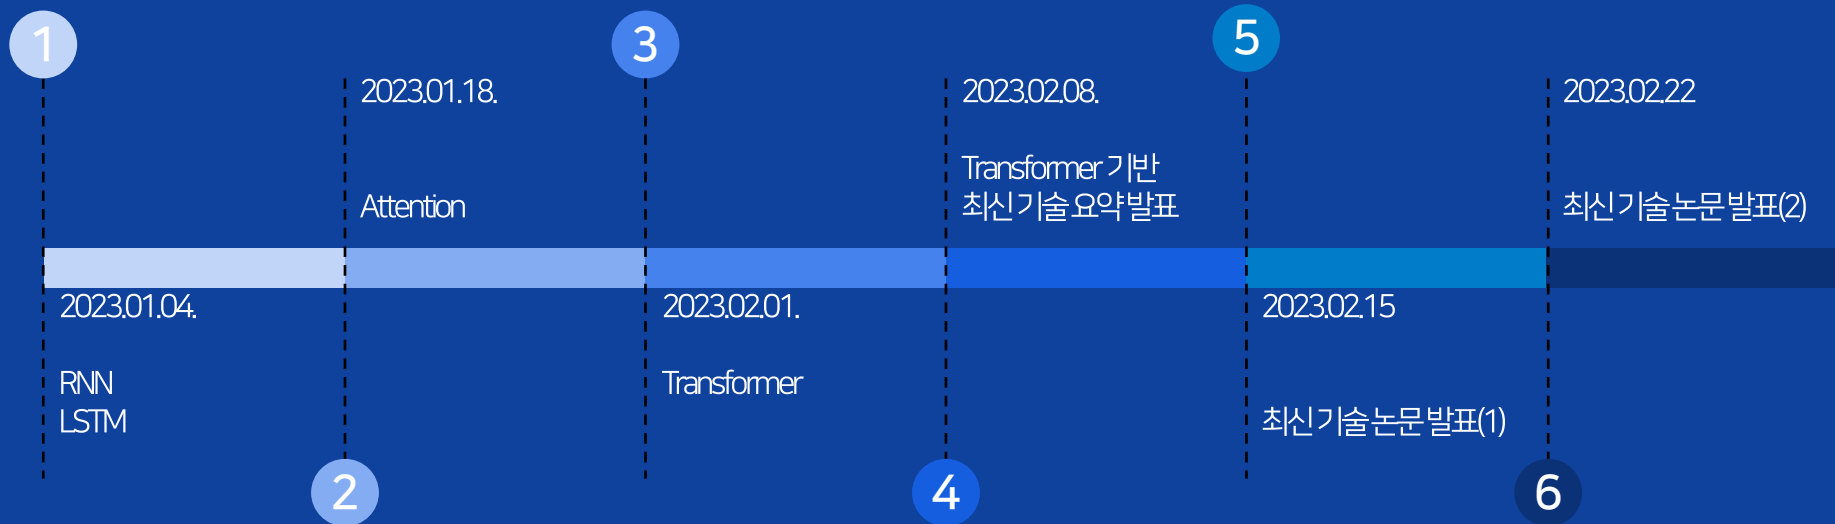 1
2023.01.04.
RNN
LSTM
2
2023.01.18.
Attention
3
2023.02.01.
Transformer
4
2023.02.08.
Transformer 기반
최신 기술 요약 발표
5
2023.02.15
최신 기술 논문 발표(1)
6
2023.02.22
최신 기술 논문 발표(2)